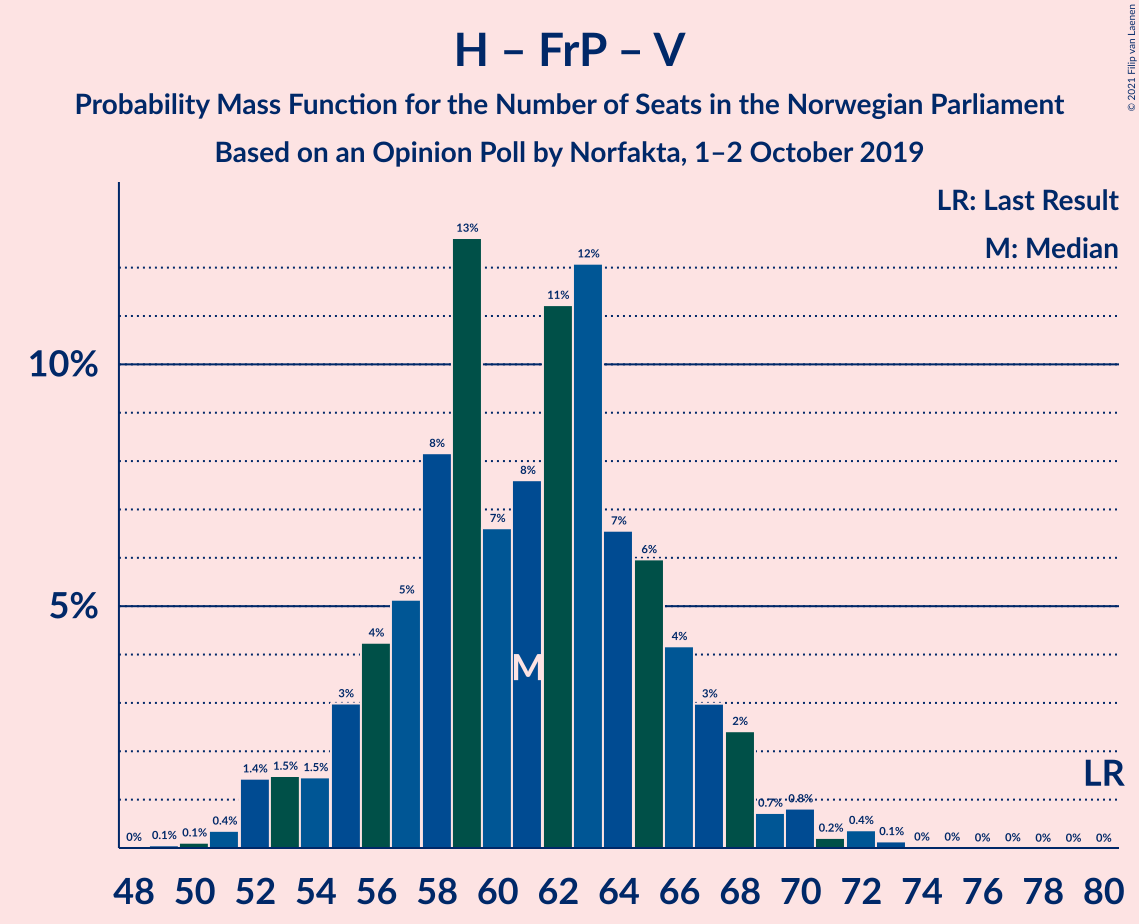 H – FrP – V
Probability Mass Function for the Number of Seats in the Norwegian Parliament
Based on an Opinion Poll by Norfakta, 1–2 October 2019
© 2021 Filip van Laenen
LR: Last Result
M: Median
10%
5%
0% 0.1% 0.1% 0.4% 1.4% 1.5% 1.5% 3% 4% 5% 8% 13% 7% 8% 11% 12% 7% 6% 4% 3% 2% 0.7% 0.8% 0.2% 0.4% 0.1% 0% 0% 0% 0% 0% 0% 0%
M
LR
48 50 52 54 56 58 60 62 64 66 68 70 72 74 76 78 80